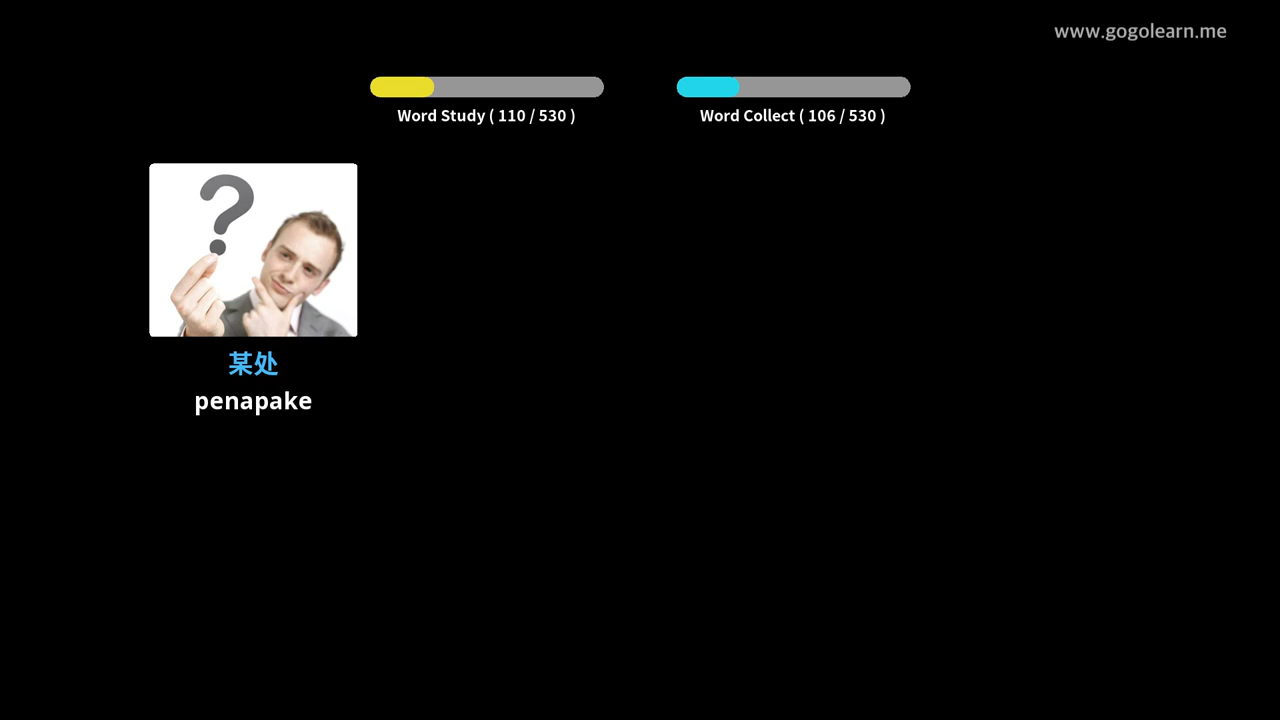 www.gogolearn.me
Word Study ( 110 / 530 )
Word Collect ( 106 / 530 )
?
某处
penapake